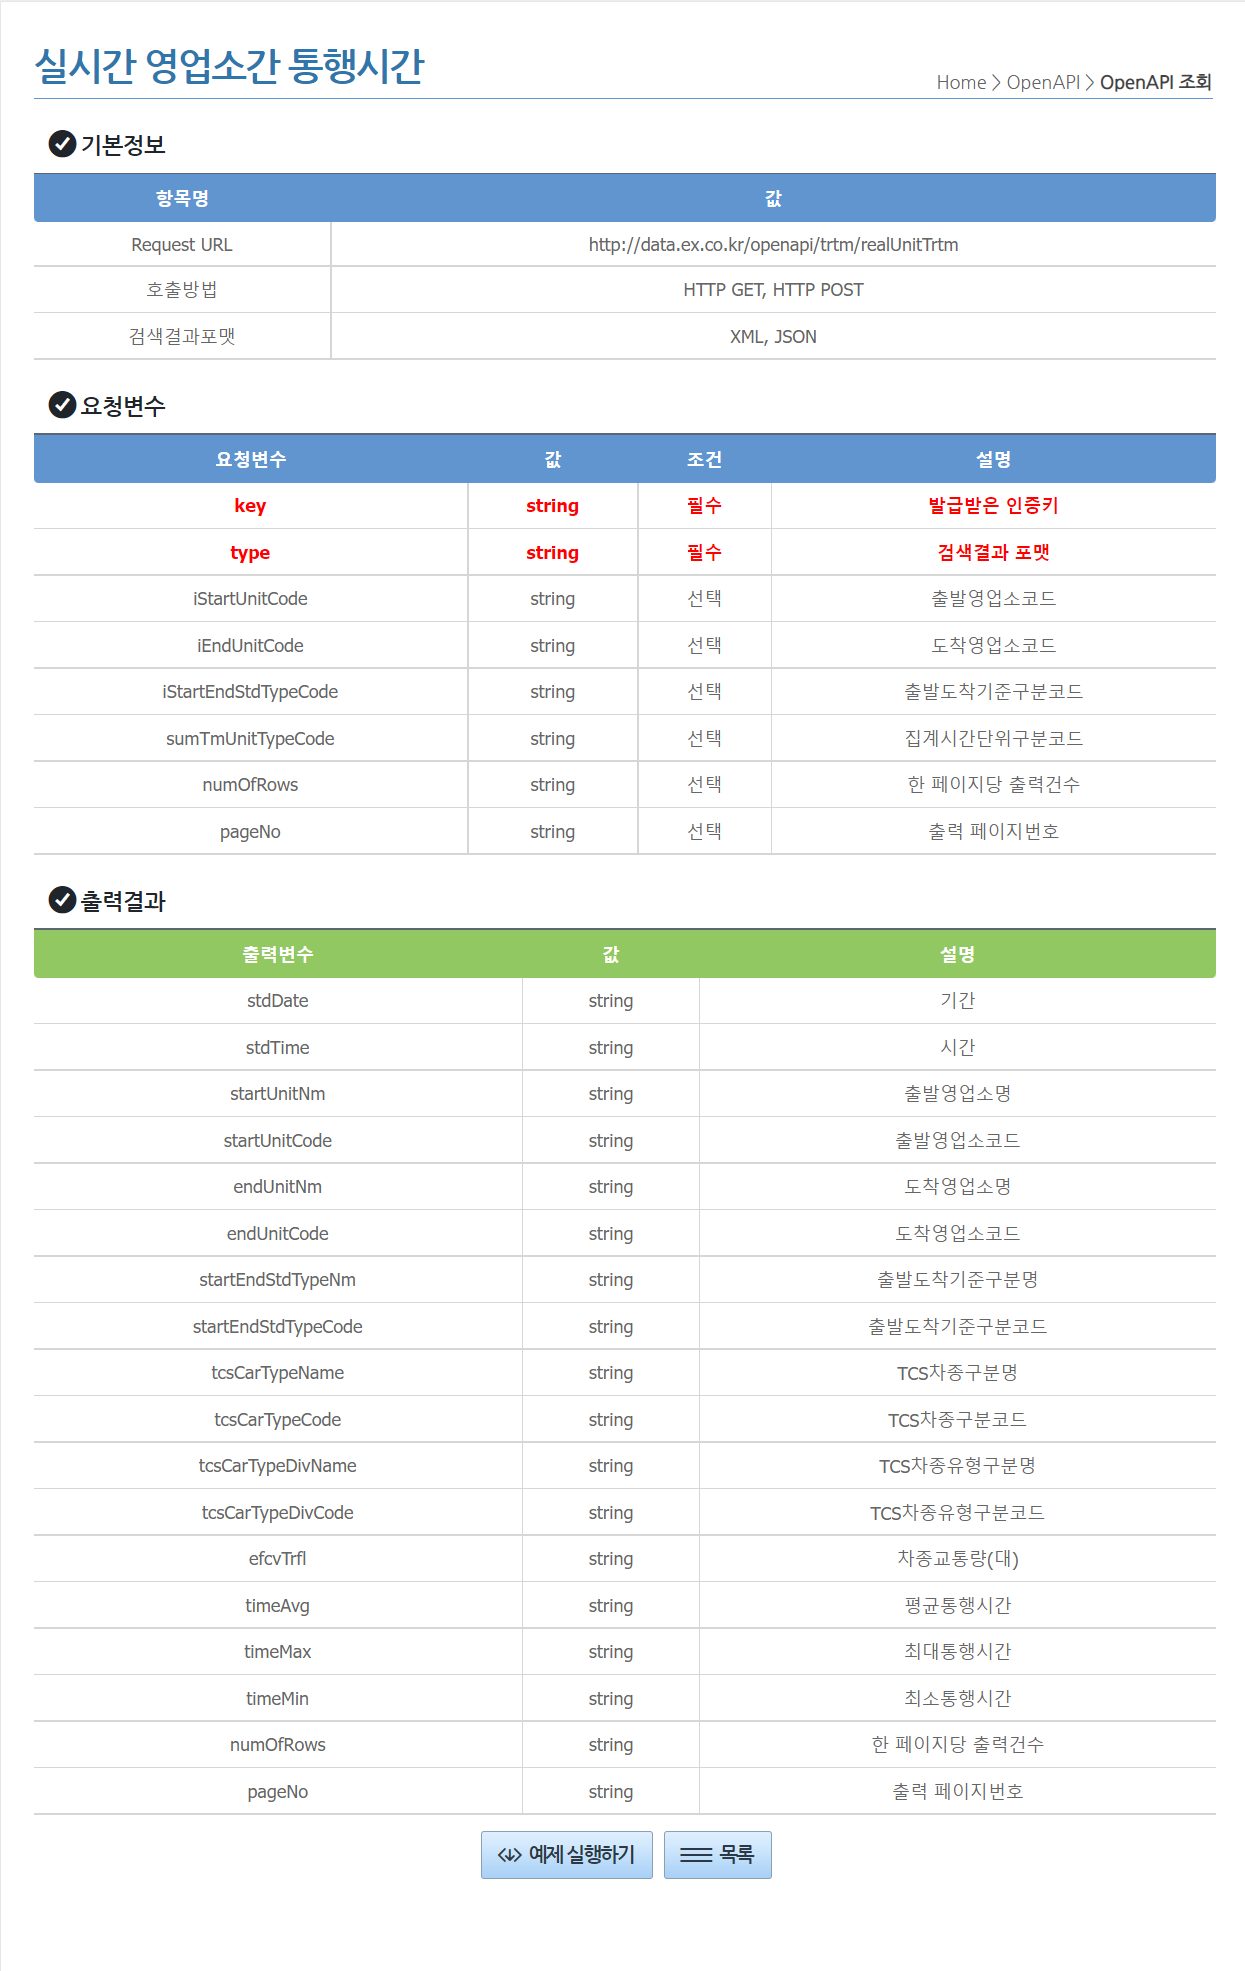 실시간 영업소간 통행시간
Home > OpenAPI > OpenAPI 조회
기본정보
항목명 값
Request URL http://data.ex.co.kr/openapi/trtm/realUnitTrtm
호출방법 HTTP GET, HTTP POST
검색결과포맷 XML, JSON
요청변수
요청변수 값 조건 설명
key string 필수 발급받은 인증키
type string 필수 검색결과 포맷
iStartUnitCode string 선택 출발영업소코드
iEndUnitCode string 선택 도착영업소코드
iStartEndStdTypeCode string 선택 출발도착기준구분코드
sumTmUnitTypeCode string 선택 집계시간단위구분코드
numOfRows string 선택 한 페이지당 출력건수
pageNo string 선택 출력 페이지번호
출력결과
출력변수 값 설명
stdDate string 기간
stdTime string 시간
startUnitNm string 출발영업소명
startUnitCode string 출발영업소코드
endUnitNm string 도착영업소명
endUnitCode string 도착영업소코드
startEndStdTypeNm string 출발도착기준구분명
startEndStdTypeCode string 출발도착기준구분코드
tcsCarTypeName string TCS차종구분명
tcsCarTypeCode string TCS차종구분코드
tcsCarTypeDivName string TCS차종유형구분명
tcsCarTypeDivCode string TCS차종유형구분코드
efcvTrfl string 차종교통량(대)
timeAvg string 평균통행시간
timeMax string 최대통행시간
timeMin string 최소통행시간
numOfRows string 한 페이지당 출력건수
pageNo string 출력 페이지번호
예제 실행하기 목록